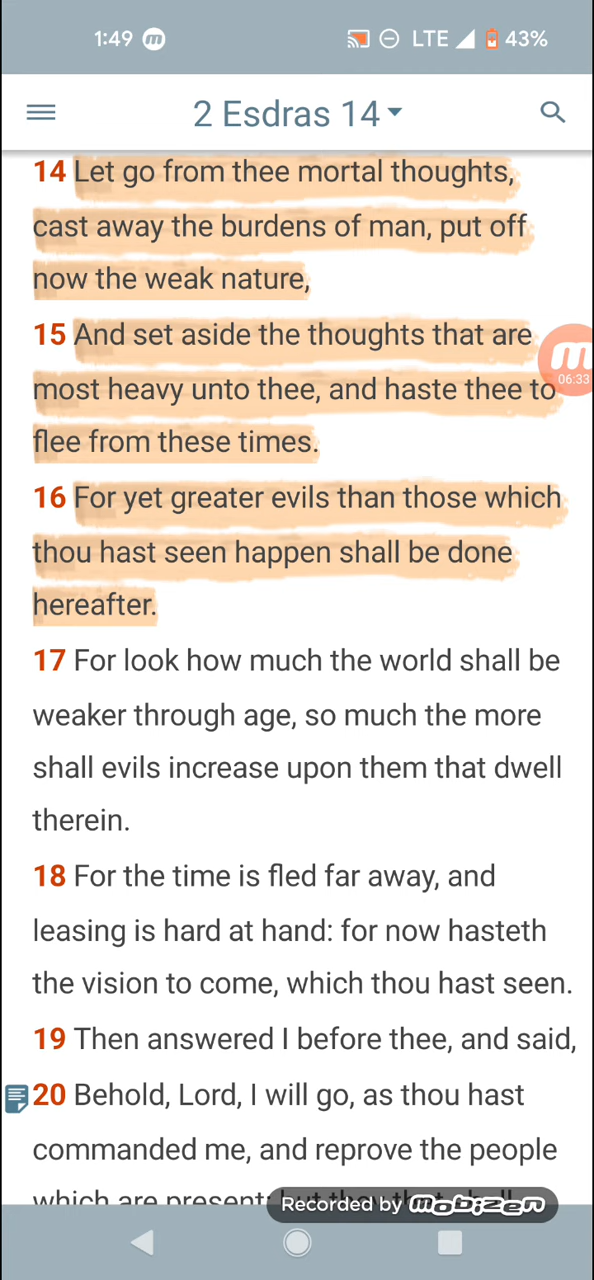 1:49 m LTE 43%
2 Esdras 14
14 Let go from thee mortal thoughts,
cast away the burdens of man, put off
now the weak nature,
15 And set aside the thoughts that are
most heavy unto thee, and haste thee to
flee from these times.
m
06:33
16 For yet greater evils than those which
thou hast seen happen shall be done
hereafter.
17 For look how much the world shall be
weaker through age, so much the more
shall evils increase upon them that dwell
therein.
18 For the time is fled far away, and
leasing is hard at hand: for now hasteth
the vision to come, which thou hast seen.
19 Then answered I before thee, and said,
20 Behold, Lord, I will go, as thou hast
commanded me, and reprove the people
which are present:
Recorded by mobizen